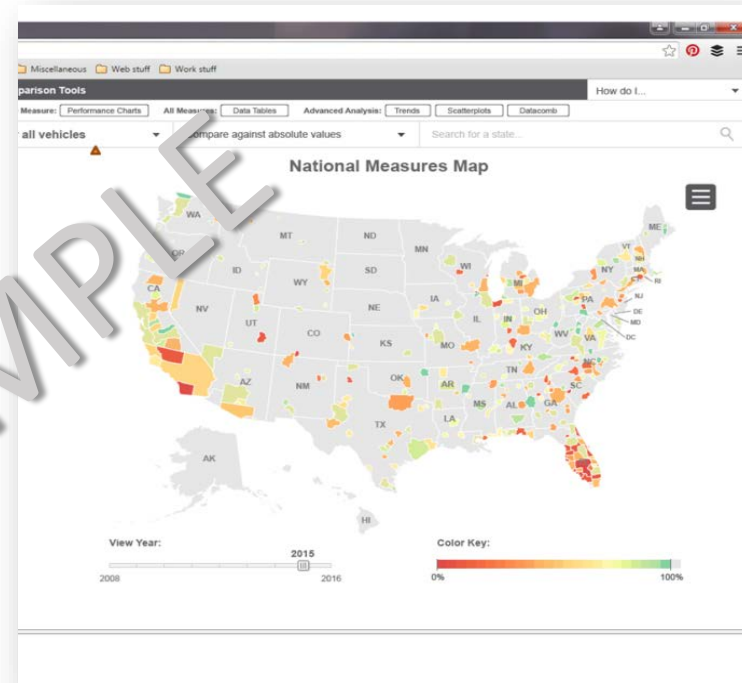 Miscellaneous Web stuff Work stuff
parison Tools How do I...
Measure: Performance Charts All Measures: Data Tables Advanced Analysis: Trends Scatterplots Datacomb
all vehicles Compare against absolute values Search for a state...
National Measures Map
WA MT ND MN ME
OR ID SD WI VT NH
WY MI NY MA
CT RI
CA NV NE IA PA NJ
UT IL IN OH DE
CO MD
KS MO KY WV VA DC
AZ NM OK TN NC
AR SC
TX MS AL GA
LA
AK
HI
MPLE
View Year: Color Key:
2015
2008 2016 0% 100%